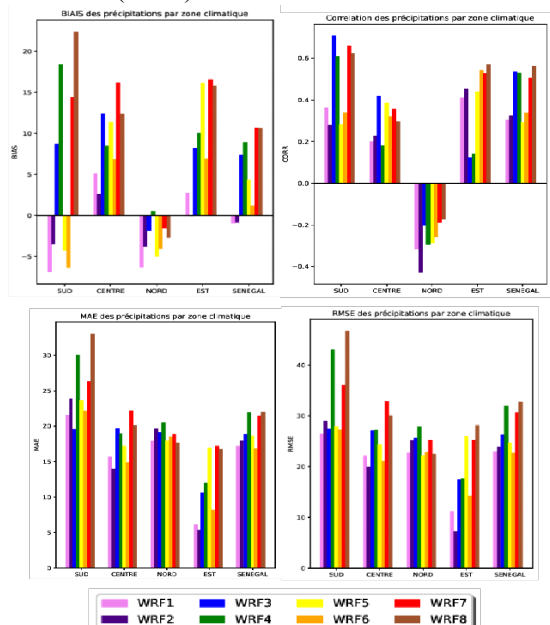 BIAIS des précipitations par zone climatique
20
15
10
5
0
−5
BIAIS
SUD CENTRE NORD EST SENEGAL
Correlation des précipitations par zone climatique
0.6
0.4
0.2
0.0
−0.2
−0.4
CORR
SUD CENTRE NORD EST SENEGAL
MAE des précipitations par zone climatique
30
25
20
15
10
5
0
MAE
SUD CENTRE NORD EST SENEGAL
RMSE des précipitations par zone climatique
40
30
20
10
0
RMSE
SUD CENTRE NORD EST SENEGAL
WRF1 WRF3 WRF5 WRF7
WRF2 WRF4 WRF6 WRF8